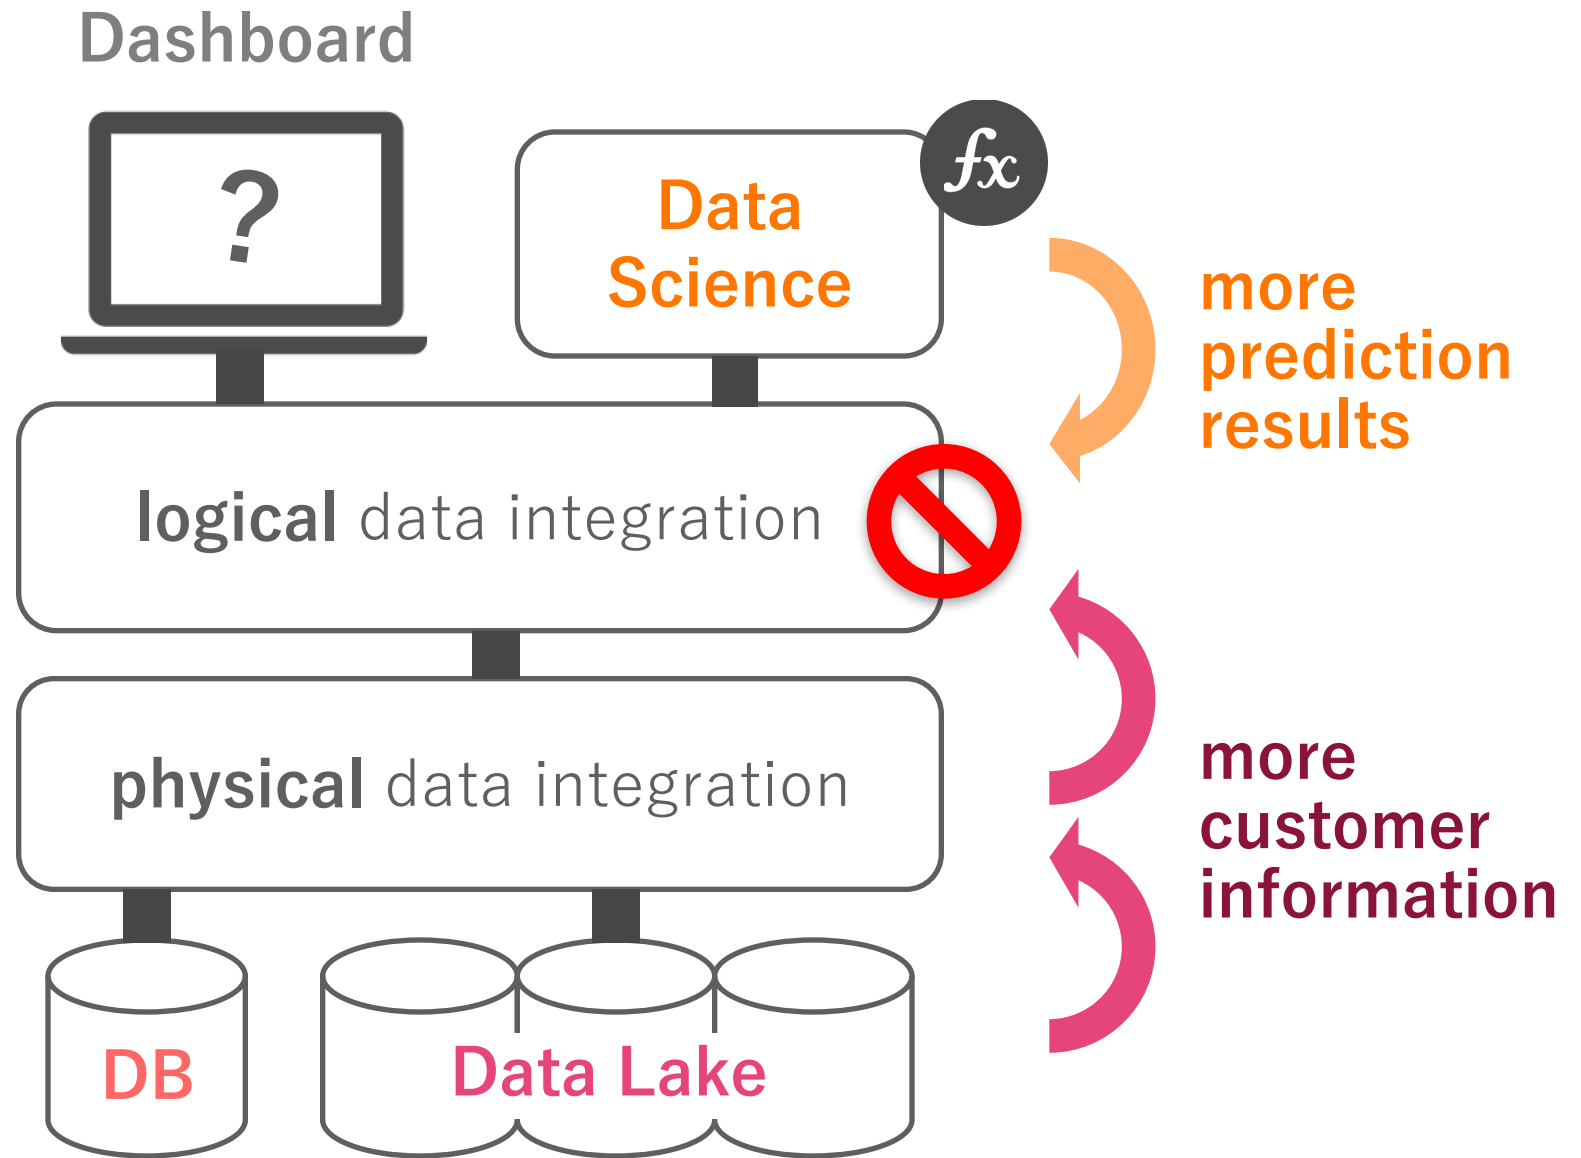 Dashboard
?
Data
Science
fx
more
prediction
results
logical data integration
physical data integration
more
customer
information
DB
Data Lake